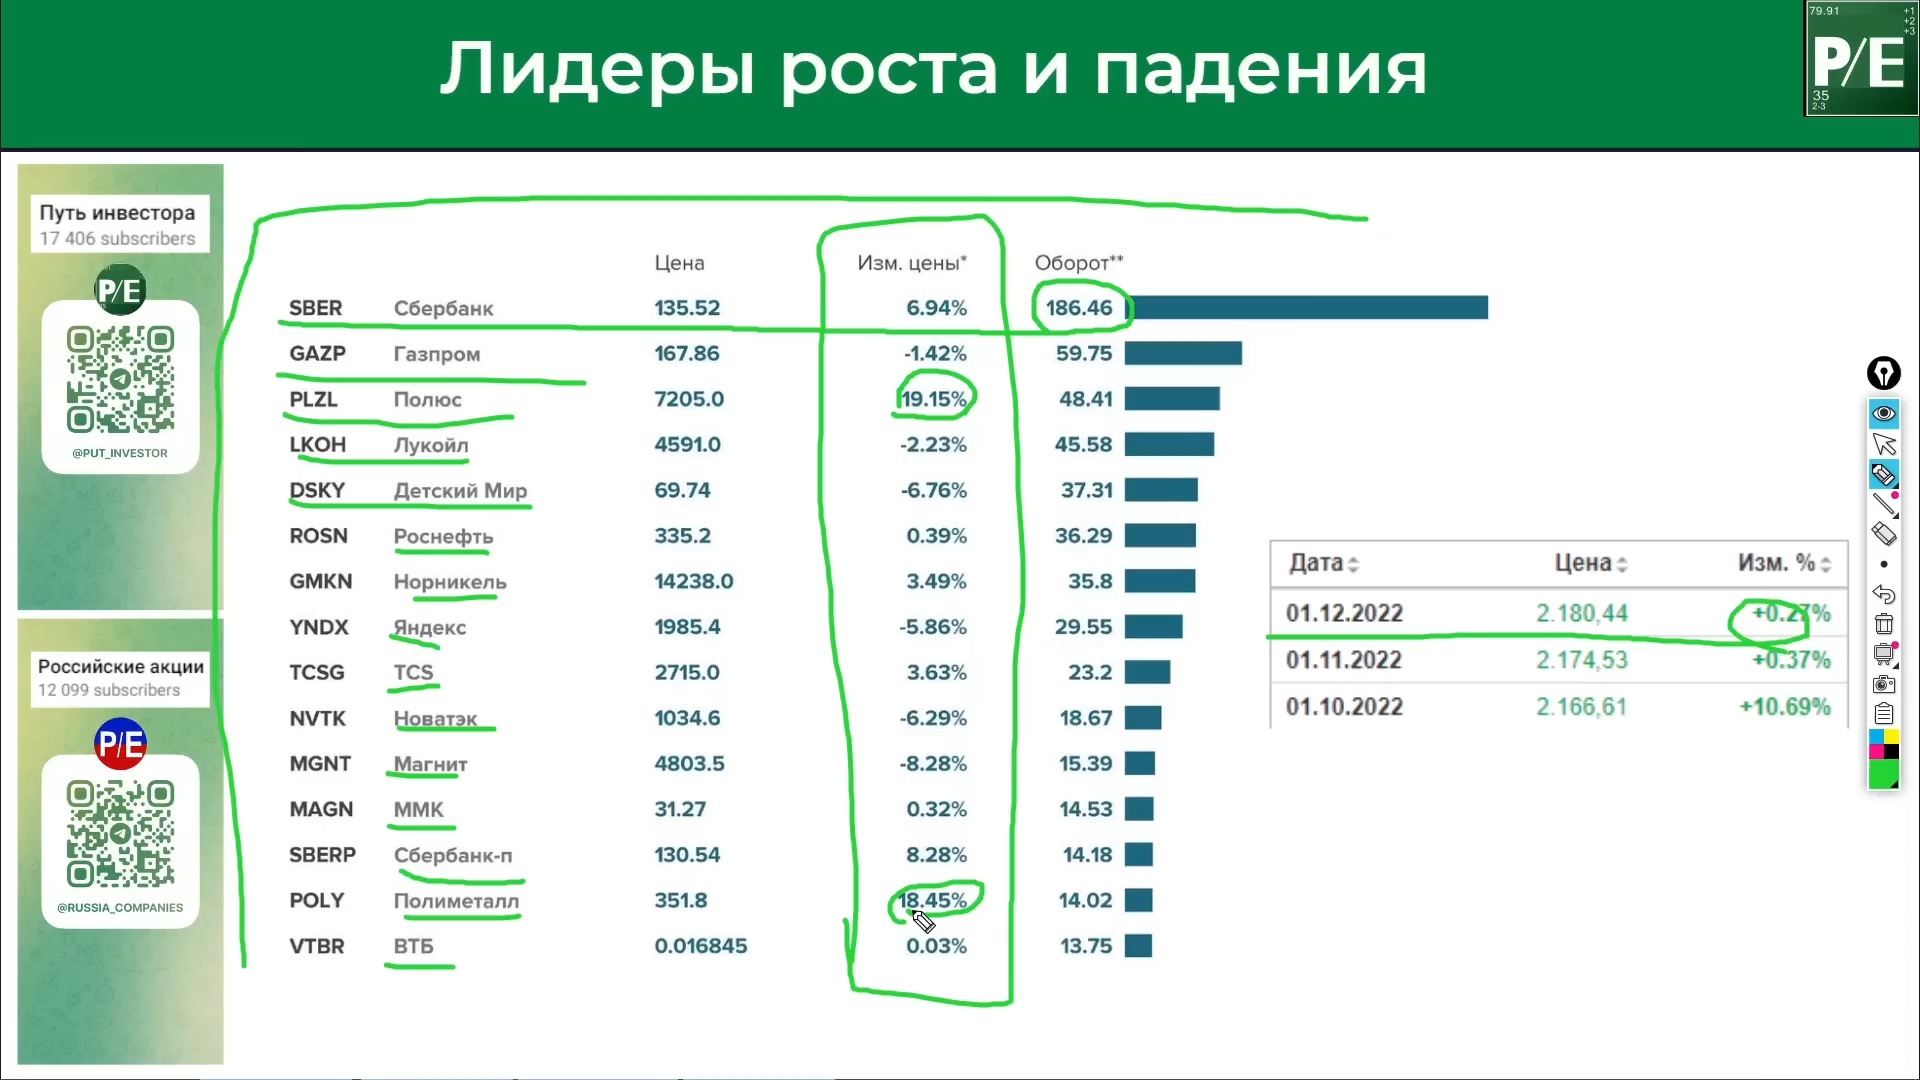 Лидеры роста и падения
79.91
+1
+2
+3
P/E
35
2-3
Путь инвестора
17 406 subscribers
P/E
@PUT_INVESTOR
Российские акции
12 099 subscribers
P/E
@RUSSIA_COMPANIES
Цена Изм. цены* Оборот**
SBER Сбербанк 135.52 6.94% 186.46
GAZP Газпром 167.86 -1.42% 59.75
PLZL Полюс 7205.0 19.15% 48.41
LKOH Лукойл 4591.0 -2.23% 45.58
DSKY Детский Мир 69.74 -6.76% 37.31
ROSN Роснефть 335.2 0.39% 36.29
GMKN Норникель 14238.0 3.49% 35.8
YNDX Яндекс 1985.4 -5.86% 29.55
TCSG TCS 2715.0 3.63% 23.2
NVTK Новатэк 1034.6 -6.29% 18.67
MGNT Магнит 4803.5 -8.28% 15.39
MAGN ММК 31.27 0.32% 14.53
SBERP Сбербанк-п 130.54 8.28% 14.18
POLY Полиметалл 351.8 18.45% 14.02
VTBR ВТБ 0.016845 0.03% 13.75
Дата Цена Изм. %
01.12.2022 2.180,44 +0.27%
01.11.2022 2.174,53 +0.37%
01.10.2022 2.166,61 +10.69%